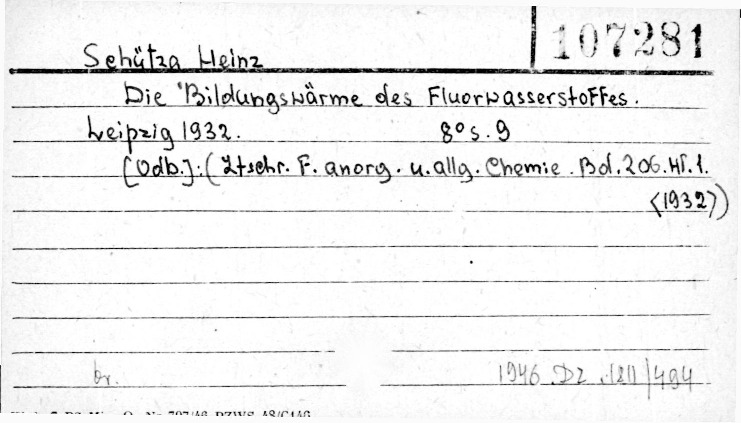 107281
Schütza Heinz
Die Bildungswärme des Fluorwasserstoffes.
Leipzig 1932. 8° s. 9
[Odb.]: (Ztschr. F. anorg. u. allg. Chemie. Bd. 206. Hf. 1.
<1932>)
br. 1946 Dz. 1811/494